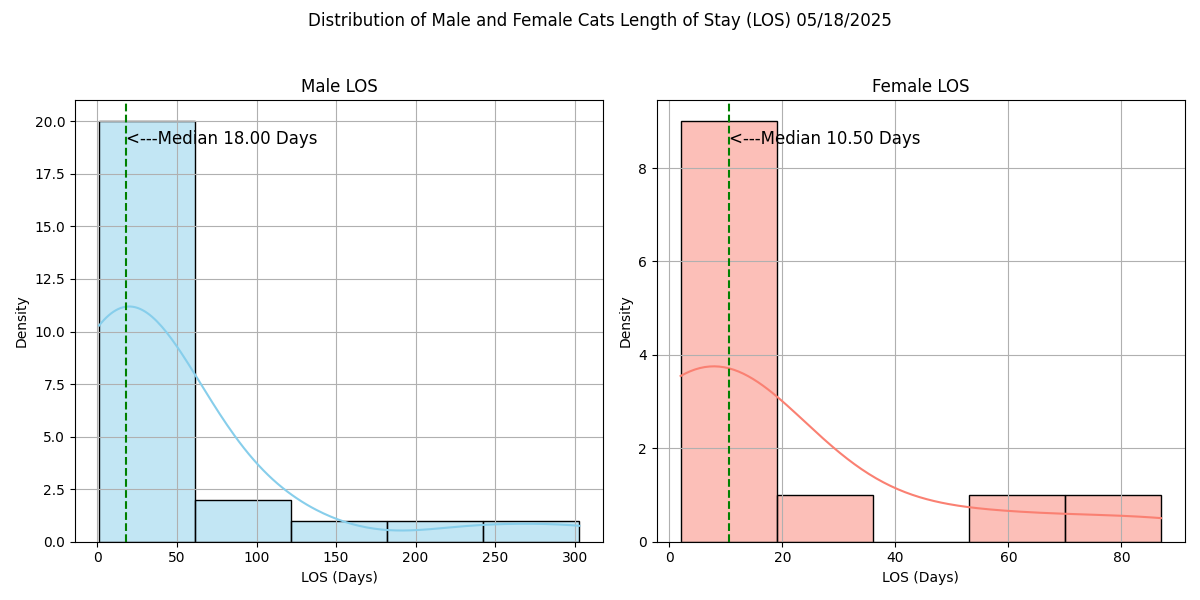 Distribution of Male and Female Cats Length of Stay (LOS) 05/18/2025
Male LOS
Density
20.0
17.5
15.0
12.5
10.0
7.5
5.0
2.5
0.0
<---Median 18.00 Days
0 50 100 150 200 250 300
LOS (Days)
Female LOS
Density
8
6
4
2
0
<---Median 10.50 Days
0 20 40 60 80
LOS (Days)